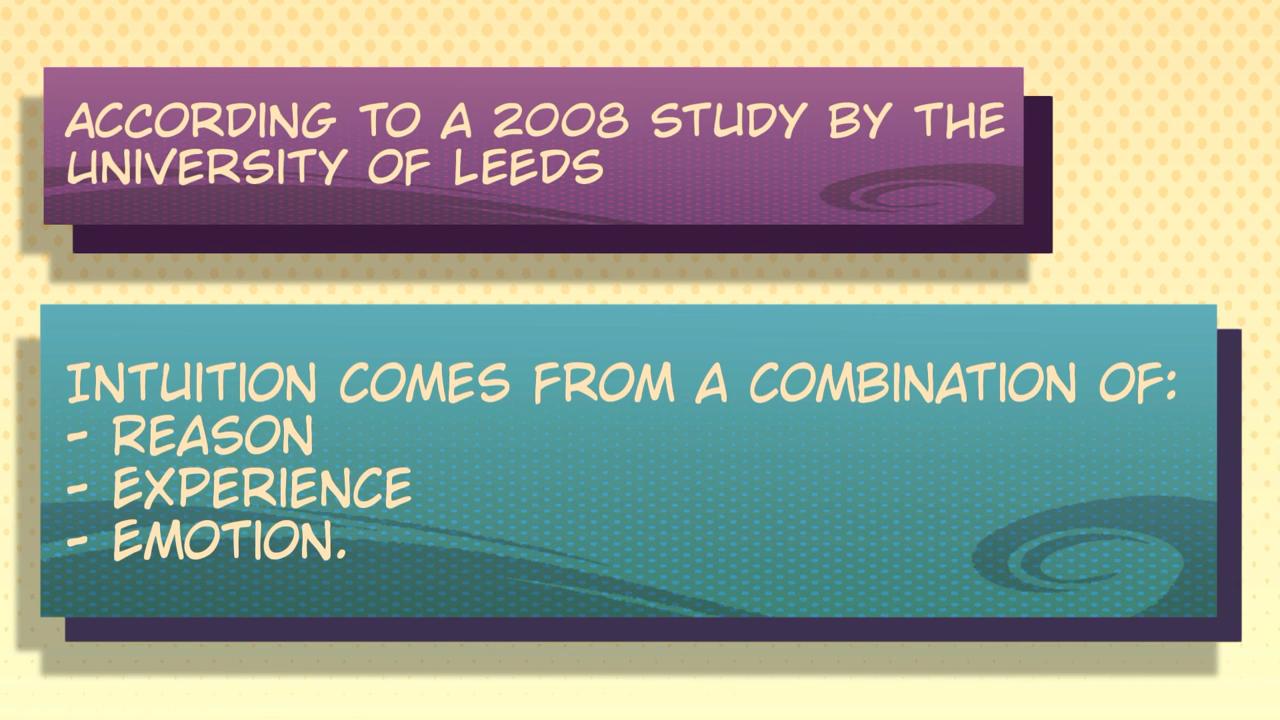 ACCORDING TO A 2008 STUDY BY THE
UNIVERSITY OF LEEDS
INTUITION COMES FROM A COMBINATION OF:
- REASON
- EXPERIENCE
- EMOTION.